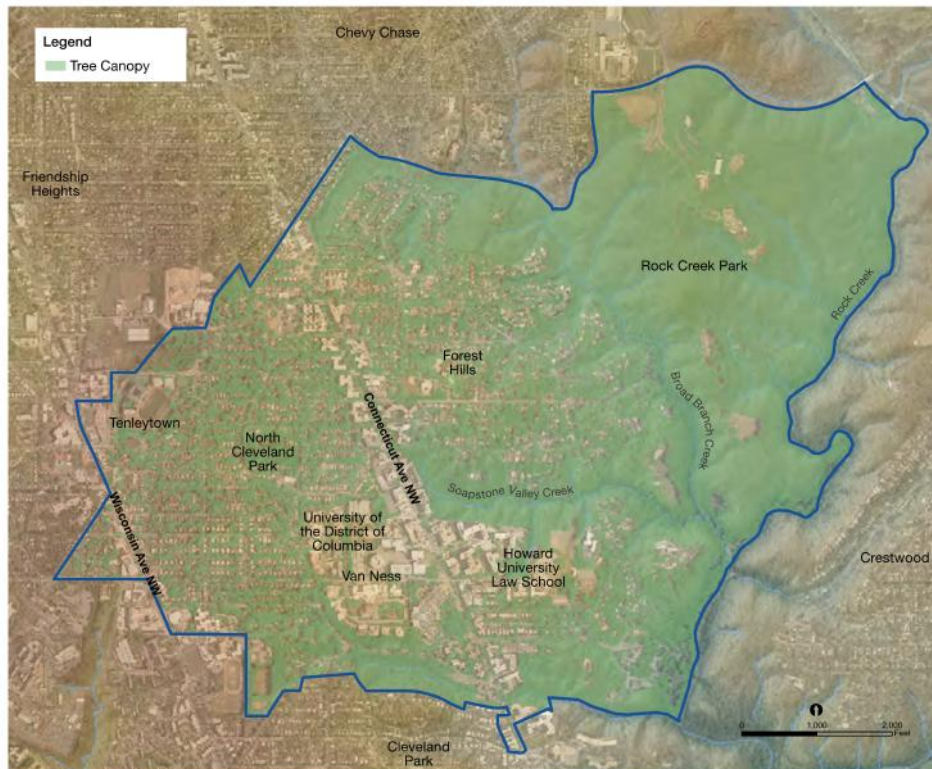 Legend
Tree Canopy
Chevy Chase
Friendship
Heights
Rock Creek Park
Rock Creek
Forest
Hills
Broad Branch Creek
Connecticut Ave NW
Tenleytown
North
Cleveland
Park
Soapstone Valley Creek
Wisconsin Ave NW
University of
the District of
Columbia
Howard
University
Law School
Van Ness
Crestwood
0 1,000 2,000
Feet
Cleveland
Park